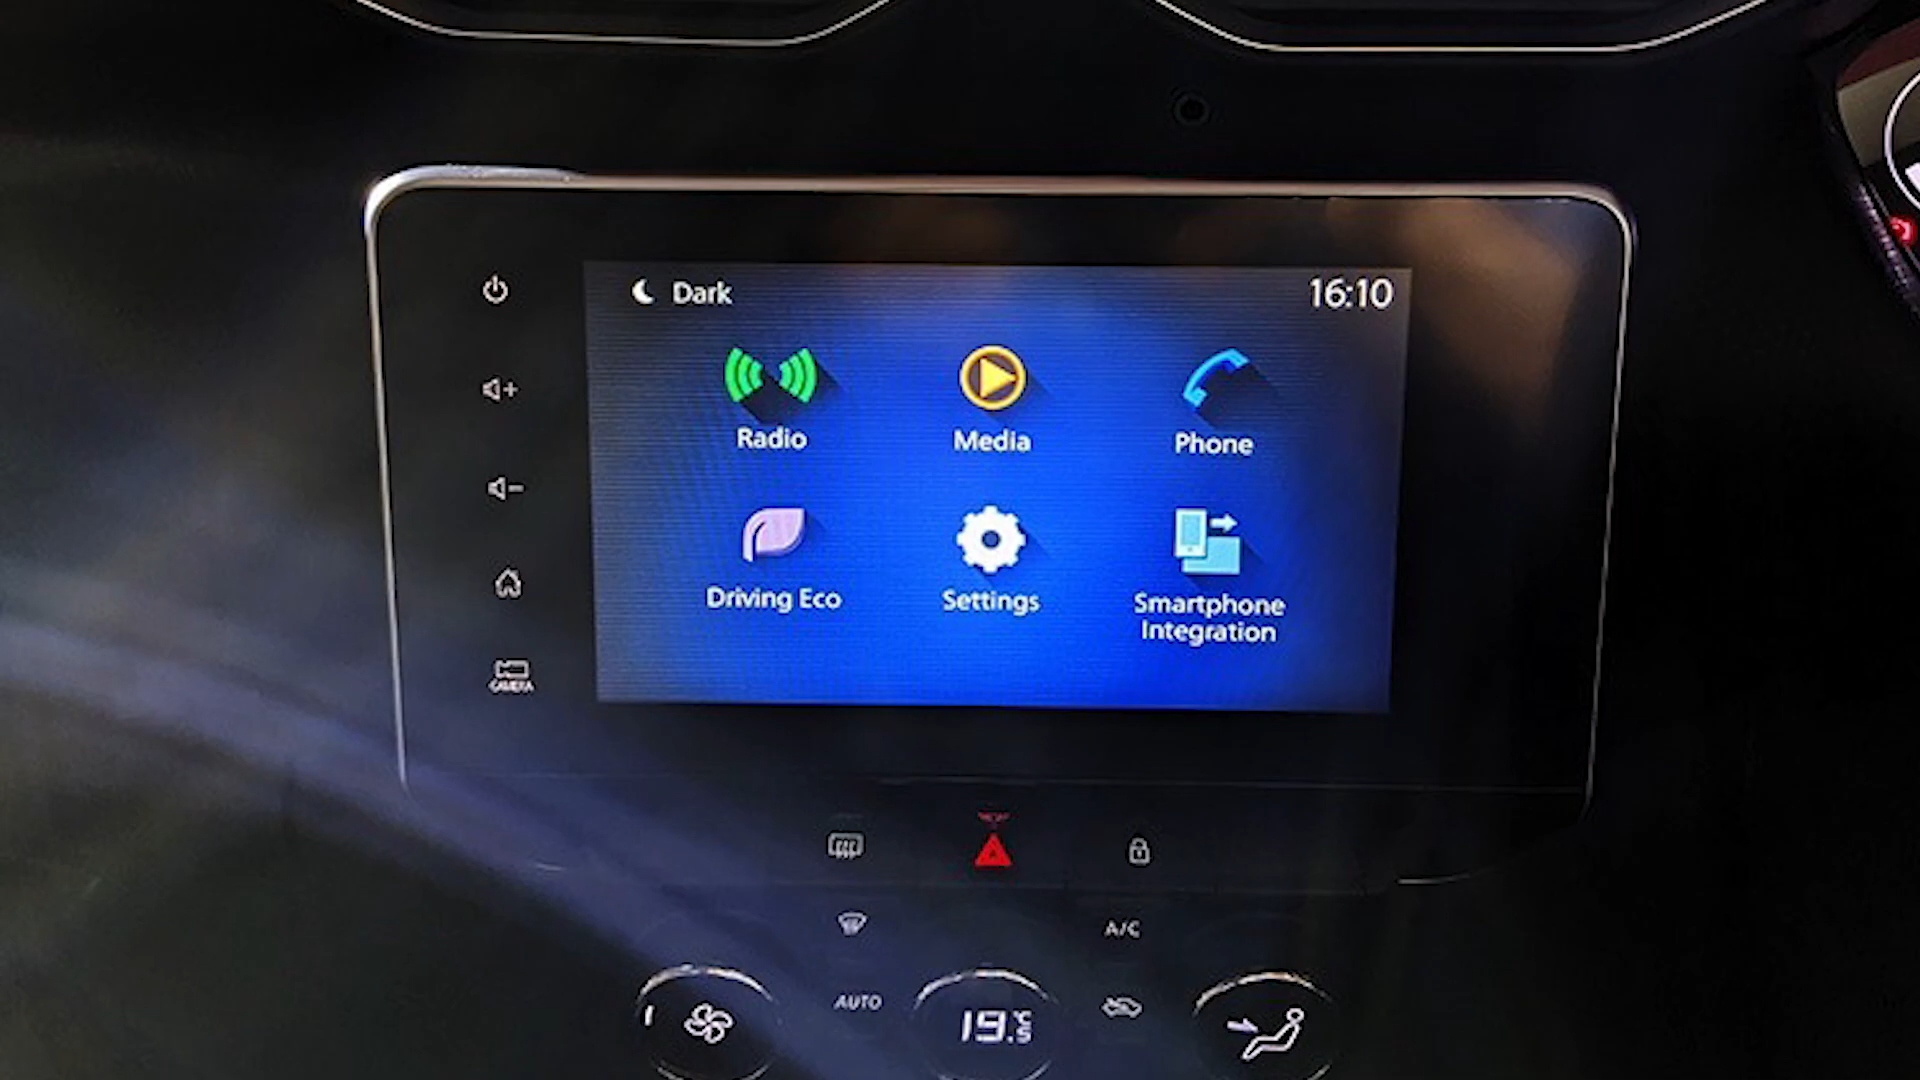 Dark
16:10
Radio
Media
Phone
Driving Eco
Settings
Smartphone
Integration
CAMERA
A/C
AUTO
19.5°C